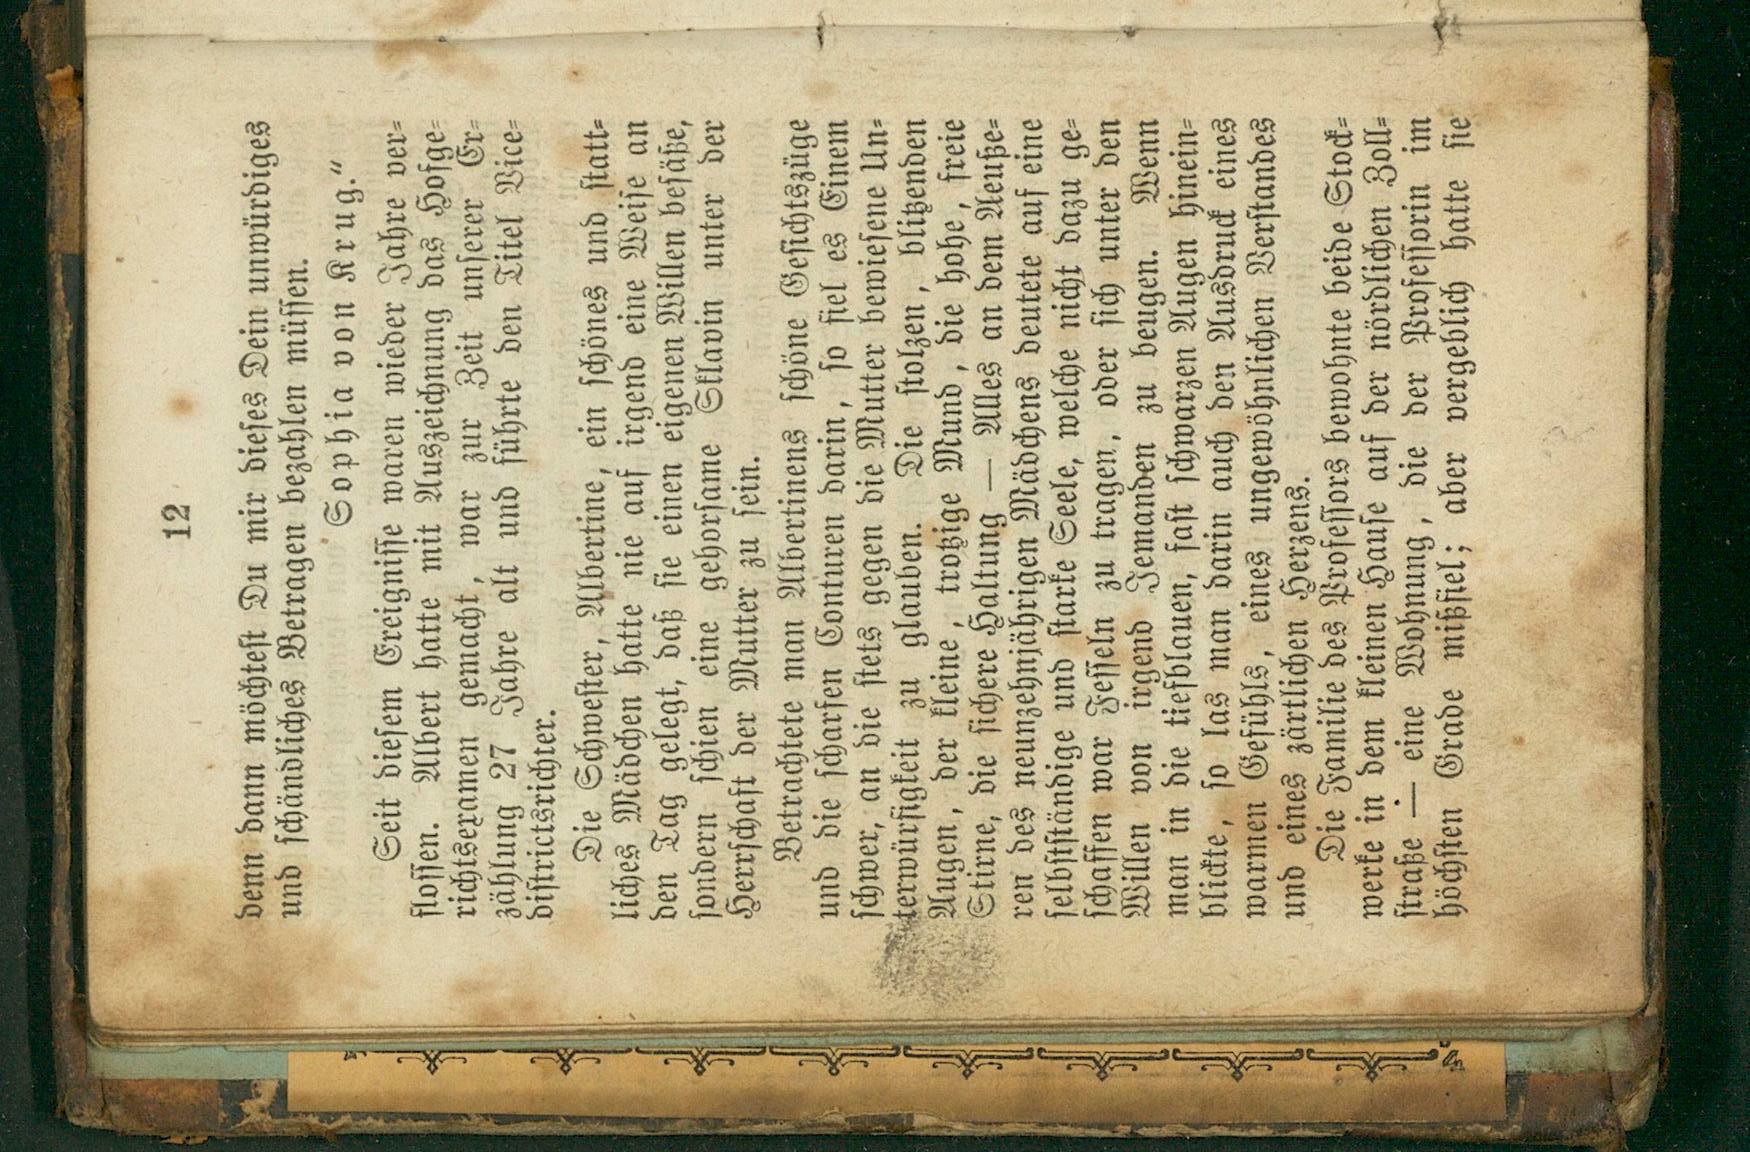 12
denn dann möchteſt Du mir dieſes Dein unwürdiges
und ſchändliches Betragen bezahlen müſſen.
Sophia von Krug.“
Seit dieſem Ereigniſſe waren wieder Jahre ver⸗
floſſen. Albert hatte mit Auszeichnung das Hofge⸗
richtsexamen gemacht, war zur Zeit unſerer Er⸗
zählung 27 Jahre alt und führte den Titel Vice⸗
diſtrictsrichter.
Die Schweſter, Albertine, ein ſchönes und ſtatt⸗
liches Mädchen hatte nie auf irgend eine Weiſe an
den Tag gelegt, daß ſie einen eigenen Willen beſäße,
ſondern ſchien eine gehorſame Sklavin unter der
Herrſchaft der Mutter zu ſein.
Betrachtete man Albertinens ſchöne Geſichtszüge
und die ſcharfen Conturen darin, ſo fiel es Einem
ſchwer, an die ſtets gegen die Mutter bewieſene Un⸗
terwürfigkeit zu glauben. Die ſtolzen, blitzenden
Augen, der kleine, trotzige Mund, die hohe, freie
Stirne, die ſichere Haltung — Alles an dem Aeuße⸗
ren des neunzehnjährigen Mädchens deutete auf eine
ſelbſtſtändige und ſtarke Seele, welche nicht dazu ge⸗
ſchaffen war Feſſeln zu tragen, oder ſich unter den
Willen von irgend Jemanden zu beugen. Wenn
man in die tiefblauen, faſt ſchwarzen Augen hinein⸗
blickte, ſo las man darin auch den Ausdruck eines
warmen Gefühls, eines ungewöhnlichen Verſtandes
und eines zärtlichen Herzens.
Die Familie des Profeſſors bewohnte beide Stock⸗
werke in dem kleinen Hauſe auf der nördlichen Zoll⸗
ſtraße — eine Wohnung, die der Profeſſorin im
höchſten Grade mißfiel; aber vergeblich hatte ſie